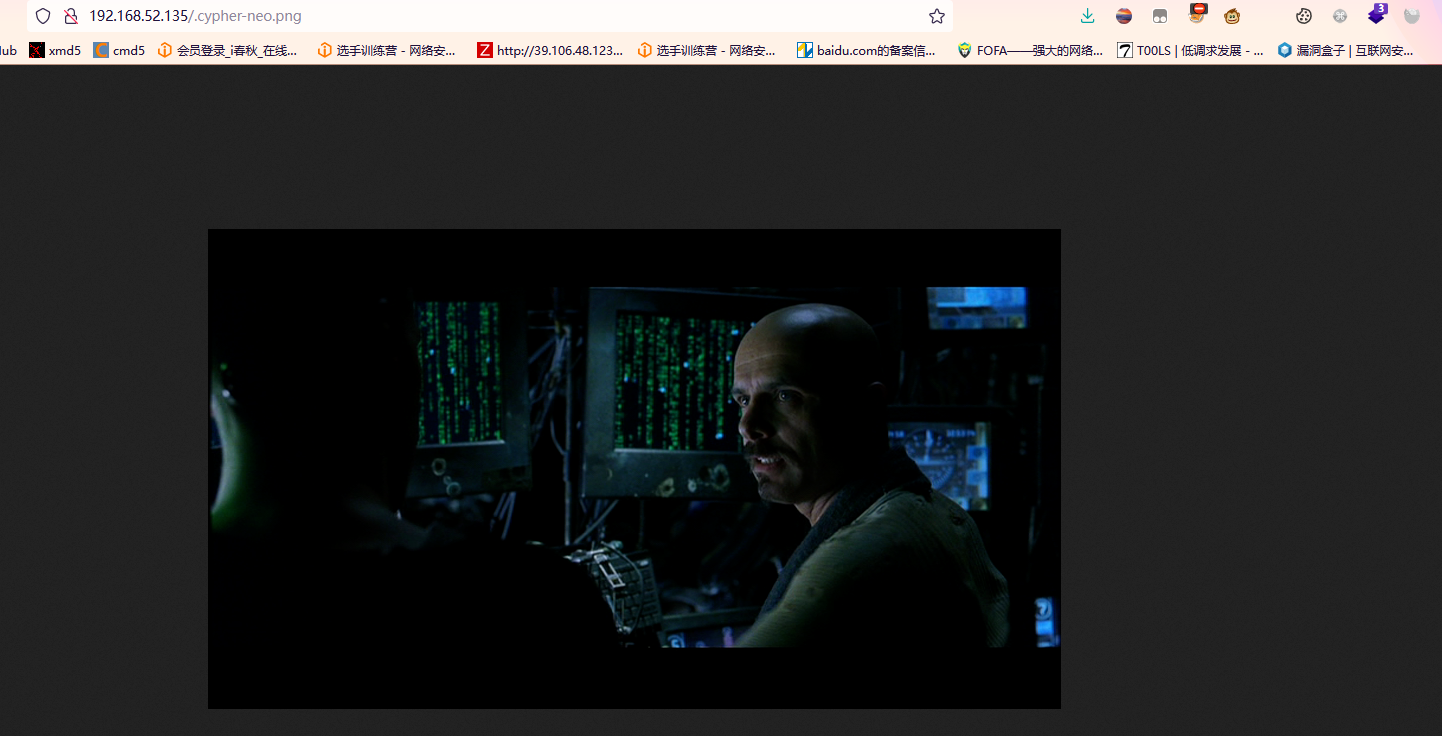 192.168.52.135/.cypher-neo.png
3
lub xmd5 cmd5 会员登录_i春秋_在线... 选手训练营 - 网络安... Z http://39.106.48.123... 选手训练营 - 网络安... baidu.com的备案信... FOFA——强大的网络... T00LS | 低调求发展 - ... 漏洞盒子 | 互联网安...